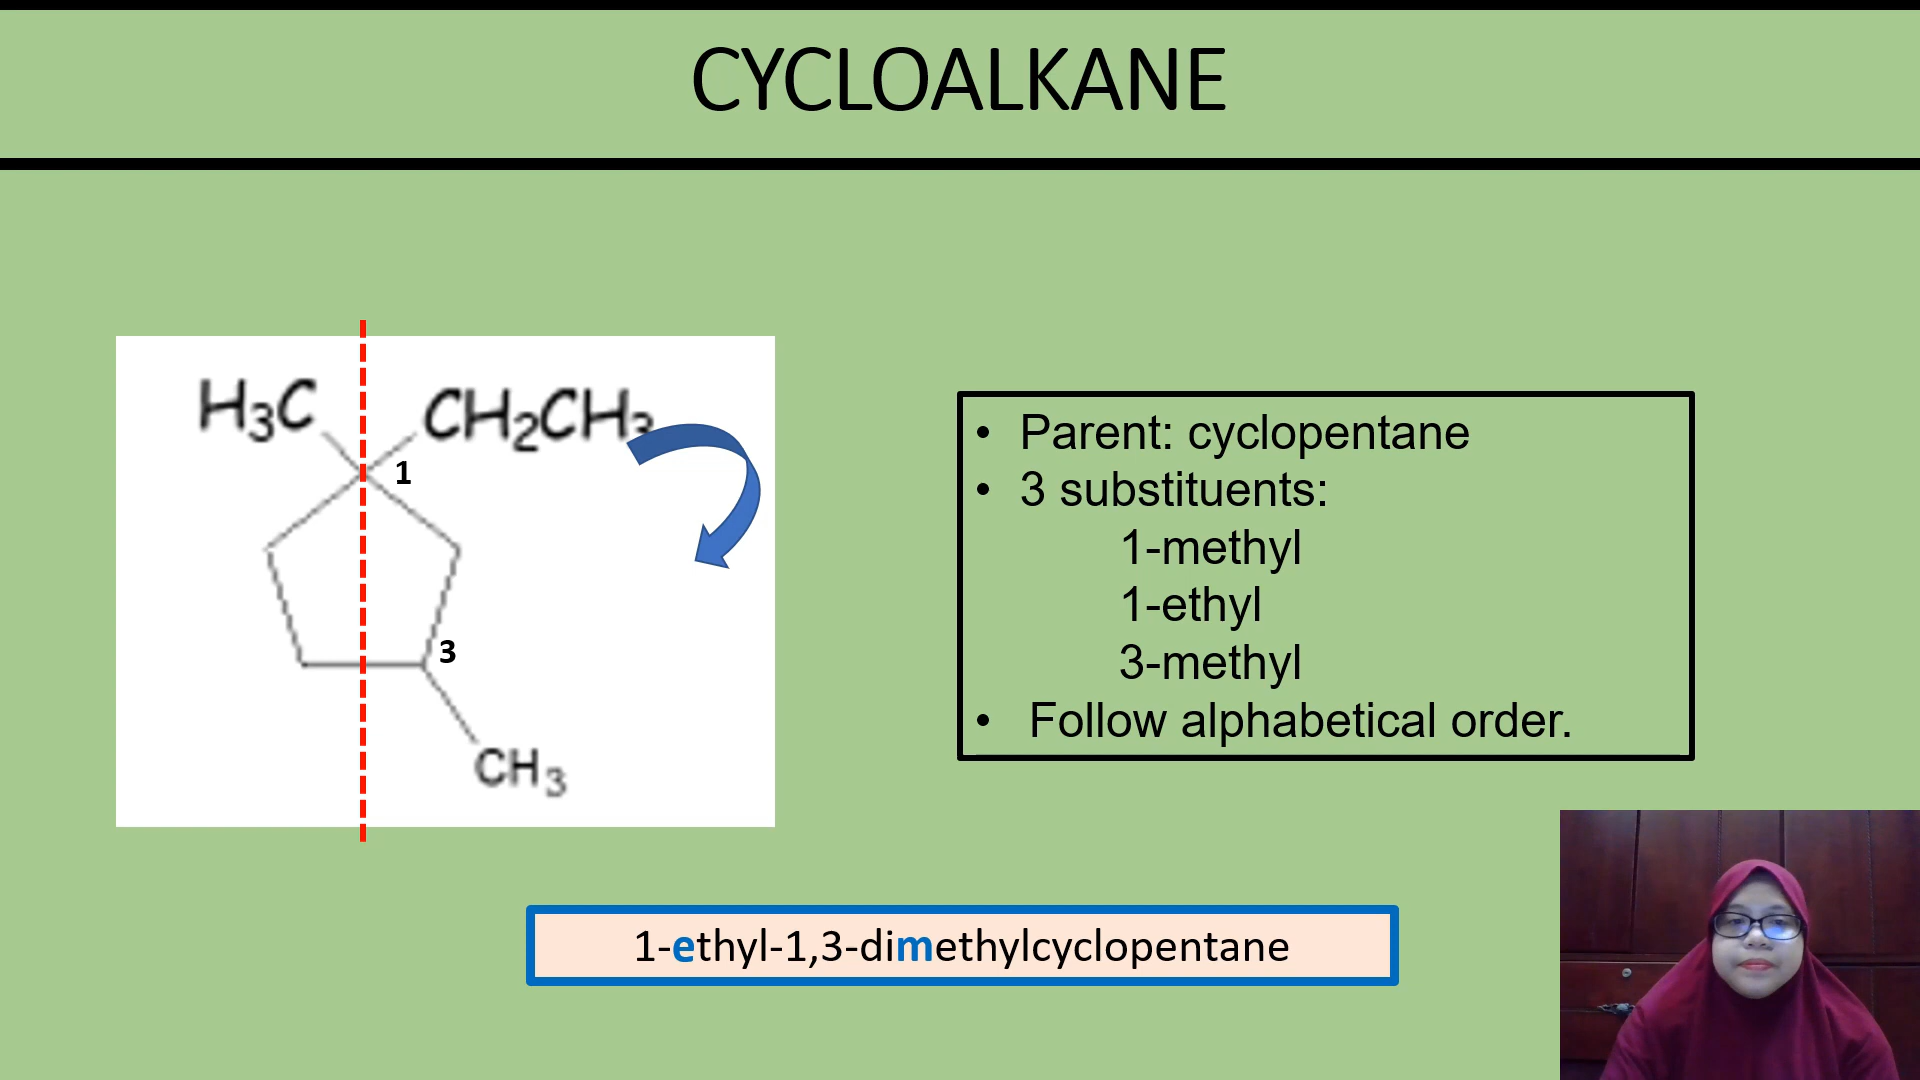 CYCLOALKANE
H₃C
CH₂CH₃
1
3
CH₃
• Parent: cyclopentane
• 3 substituents:
1-methyl
1-ethyl
3-methyl
• Follow alphabetical order.
1-ethyl-1,3-dimethylcyclopentane